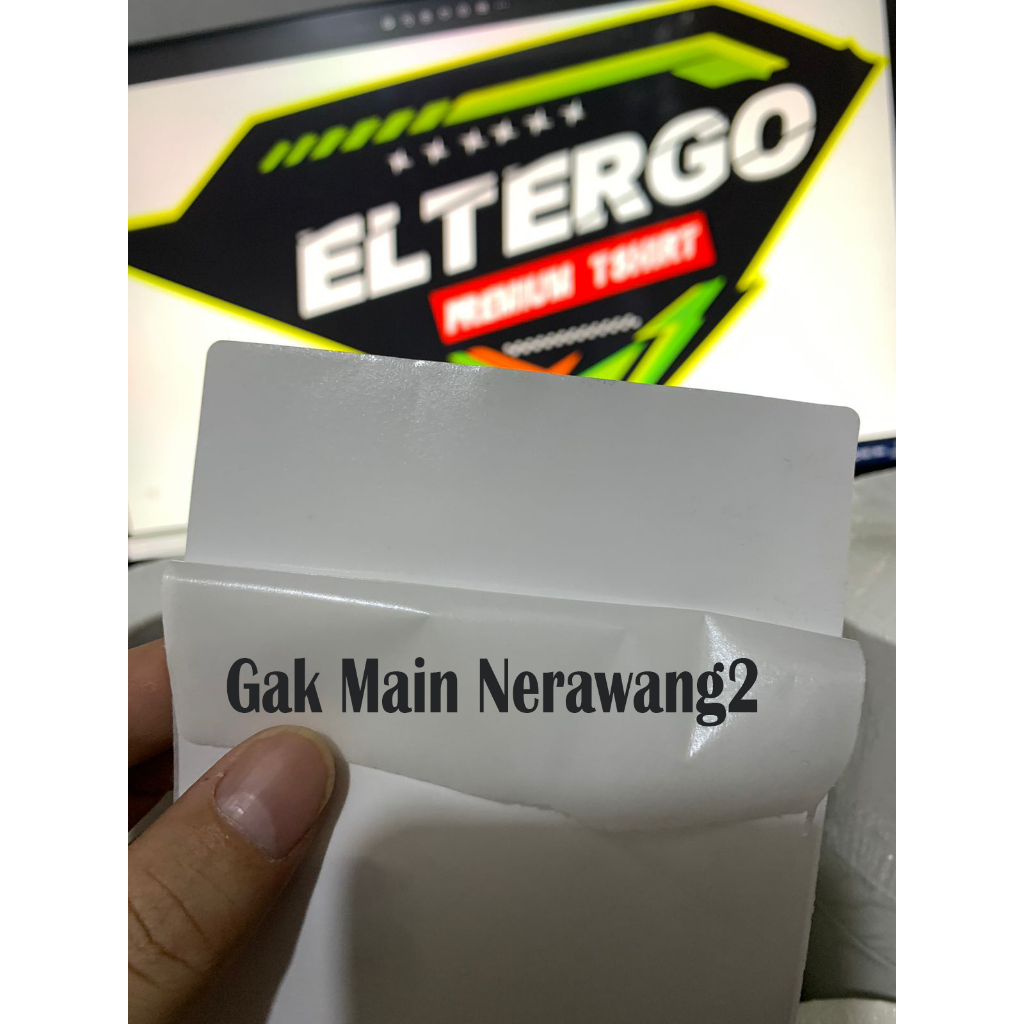 ELTERGO
PREMIUM TSHIRT
Gak Main Nerawang2